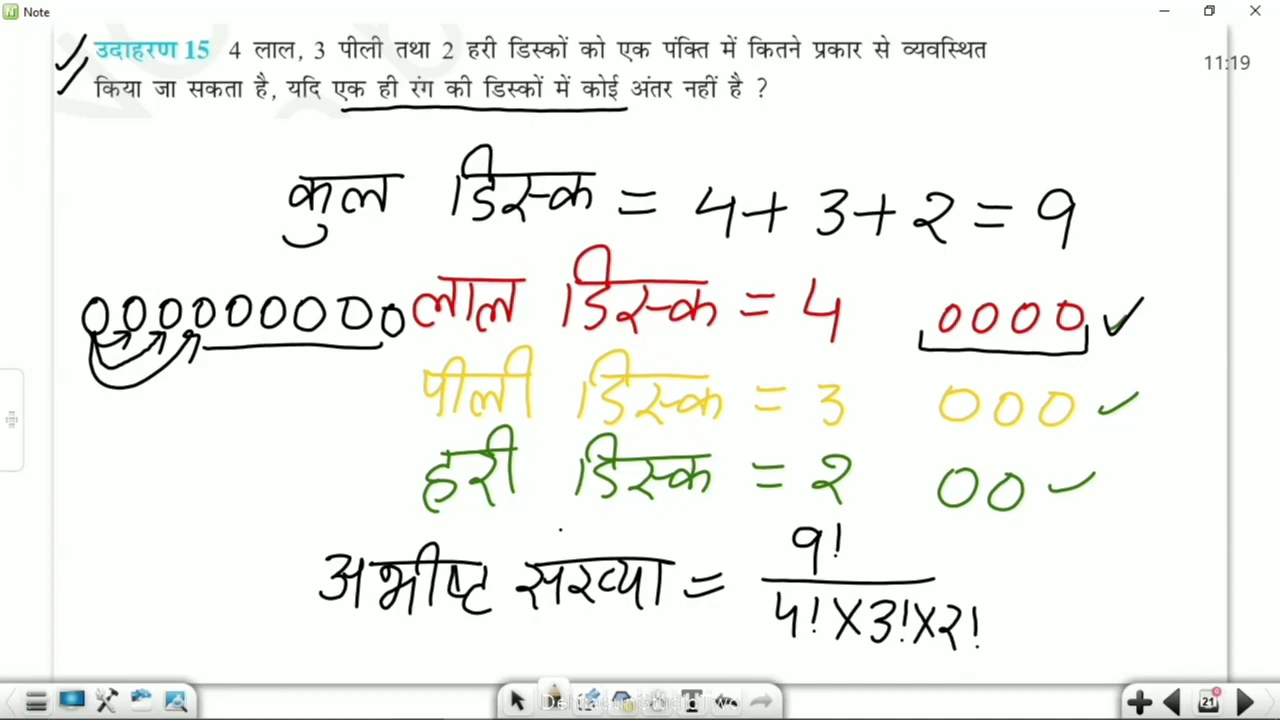 Note
उदाहरण 15 4 लाल, 3 पीली तथा 2 हरी डिस्कों को एक पंक्ति में कितने प्रकार से व्यवस्थित
11:19
किया जा सकता है, यदि एक ही रंग की डिस्कों में कोई अंतर नहीं है ?
कुल डिस्क = 4 + 3 + 2 = 9
लाल डिस्क = 4
पीली डिस्क = 3
हरी डिस्क = 2
9!
अभीष्ट सख्या =
4! X 3! X 2!
21